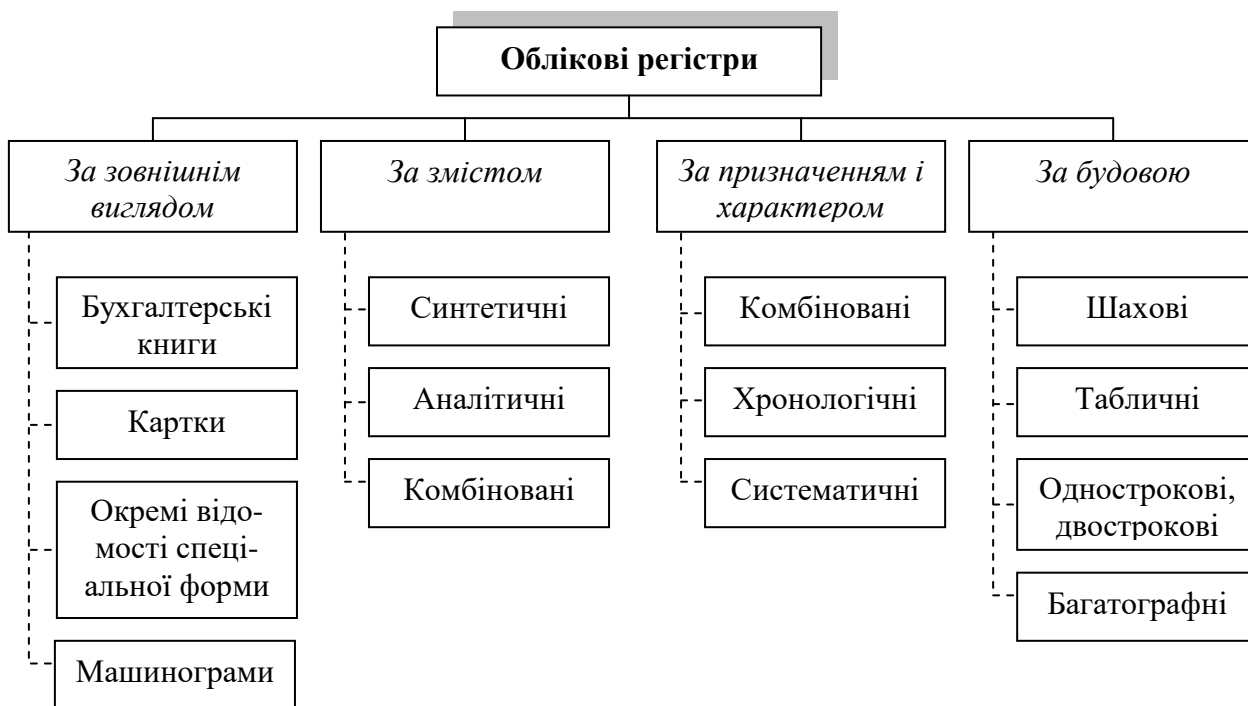 Облікові регістри
За зовнішнім
виглядом
За змістом
За призначенням і
характером
За будовою
Бухгалтерські
книги
Картки
Окремі відо-
мості спеці-
альної форми
Машинограми
Синтетичні
Аналітичні
Комбіновані
Комбіновані
Хронологічні
Систематичні
Шахові
Табличні
Однострокові,
двострокові
Багатографні